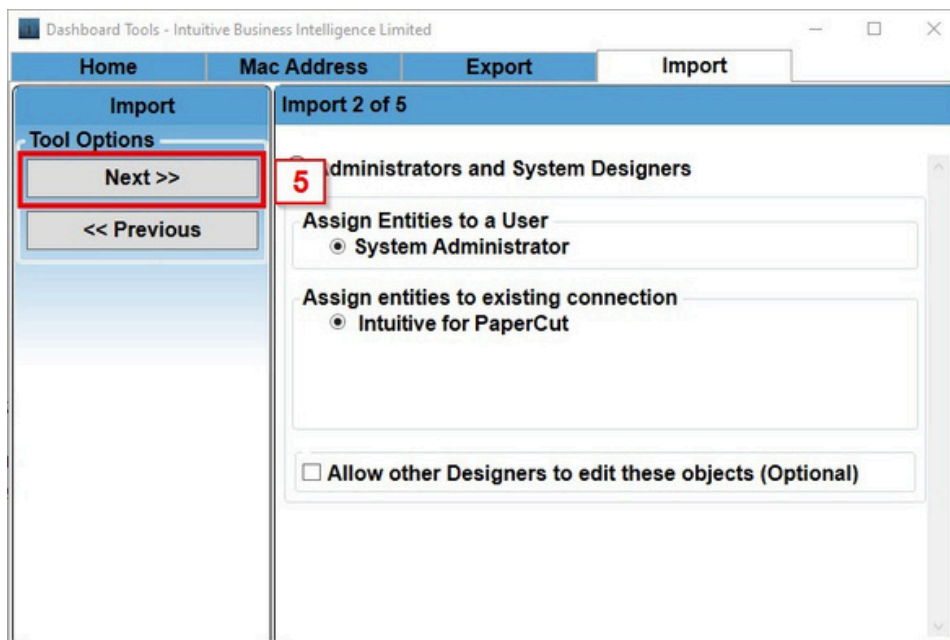 Dashboard Tools - Intuitive Business Intelligence Limited
Home Mac Address Export Import
Import
Import 2 of 5
Tool Options
Next >>
5
Administrators and System Designers
<< Previous
Assign Entities to a User
System Administrator
Assign entities to existing connection
Intuitive for PaperCut
Allow other Designers to edit these objects (Optional)